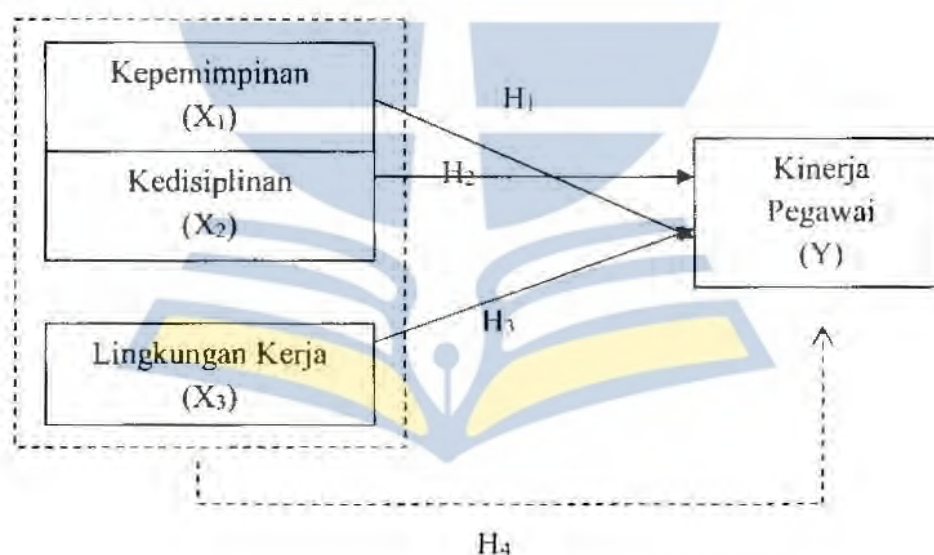 Kepemimpinan
(X₁)
H₁
Kedisiplinan
(X₂)
H₂
Kinerja
Pegawai
(Y)
H₃
Lingkungan Kerja
(X₃)
H₄